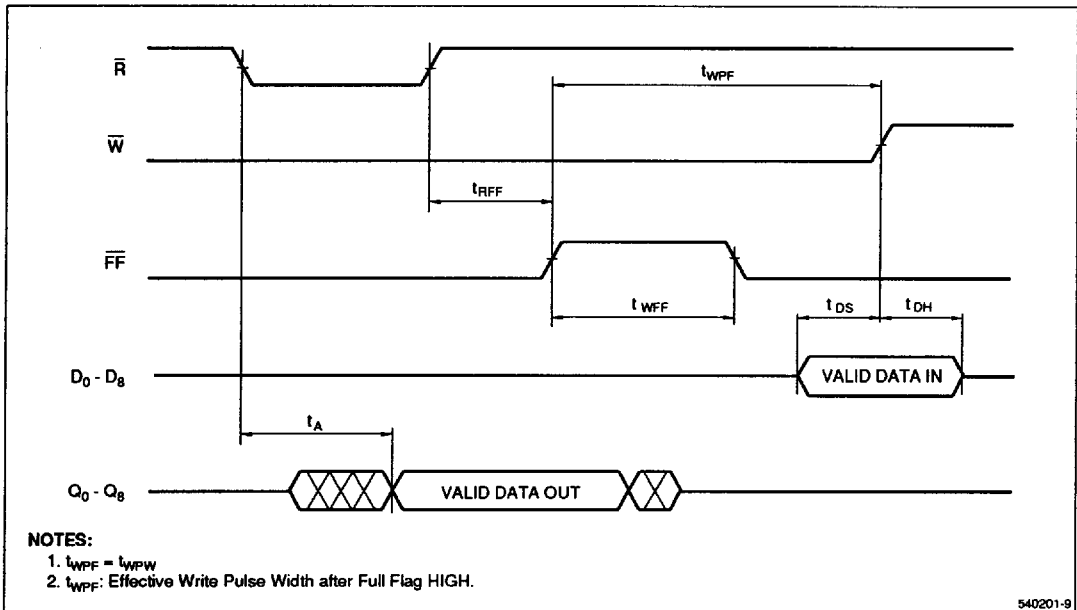 R̅
t_WPF
W̅
t_RFF
F̅F̅
t_WFF
t_DS
t_DH
D₀ - D₈
VALID DATA IN
t_A
Q₀ - Q₈
VALID DATA OUT
NOTES:
1. t_WPF = t_WPW
2. t_WPF: Effective Write Pulse Width after Full Flag HIGH.
540201-9